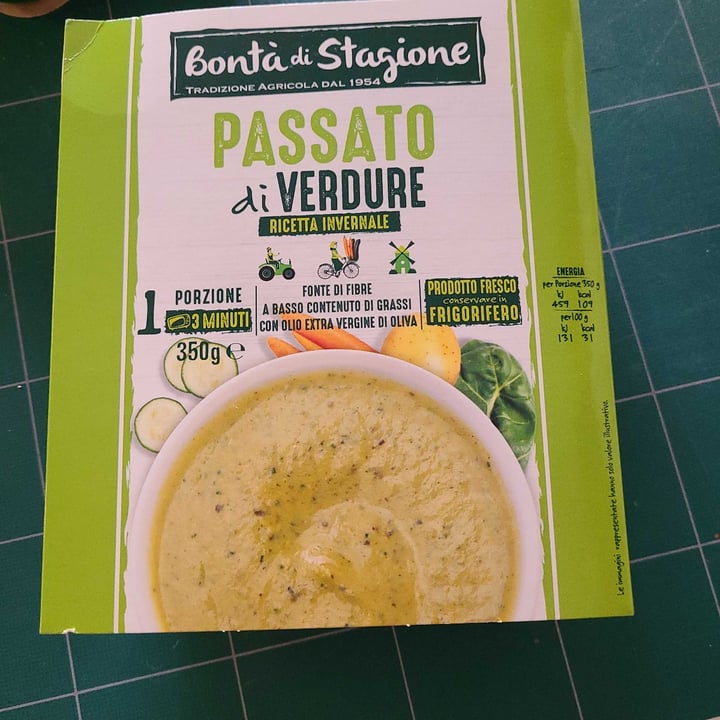 Bontà di Stagione
TRADIZIONE AGRICOLA DAL 1954
PASSATO
di VERDURE
RICETTA INVERNALE
1 PORZIONE
3 MINUTI
350g e
FONTE DI FIBRE
A BASSO CONTENUTO DI GRASSI
CON OLIO EXTRA VERGINE DI OLIVA
PRODOTTO FRESCO
conservare in
FRIGORIFERO
ENERGIA
per Porzione 350 g
kJ kcal
459 109
per 100 g
kJ kcal
131 31
Le immagini rappresentate hanno solo valore illustrativo.